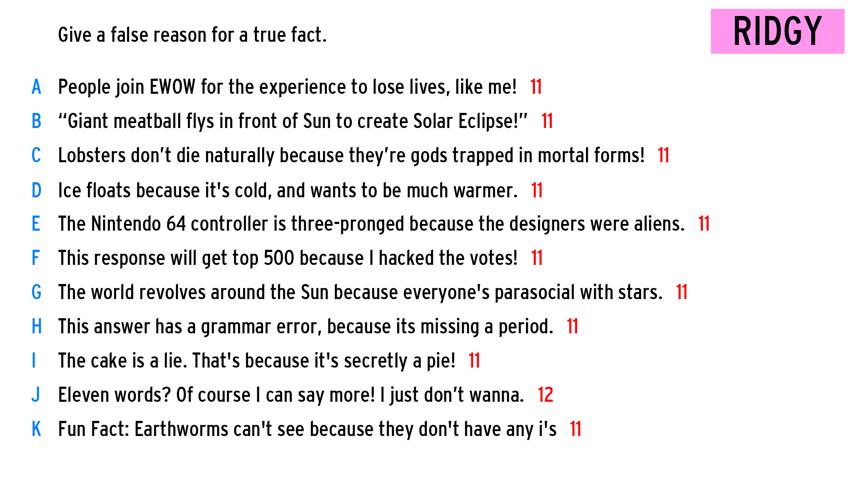 Give a false reason for a true fact.
RIDGY
A People join EWOW for the experience to lose lives, like me! 11
B “Giant meatball flys in front of Sun to create Solar Eclipse!” 11
C Lobsters don’t die naturally because they’re gods trapped in mortal forms! 11
D Ice floats because it's cold, and wants to be much warmer. 11
E The Nintendo 64 controller is three-pronged because the designers were aliens. 11
F This response will get top 500 because I hacked the votes! 11
G The world revolves around the Sun because everyone's parasocial with stars. 11
H This answer has a grammar error, because its missing a period. 11
I The cake is a lie. That's because it's secretly a pie! 11
J Eleven words? Of course I can say more! I just don’t wanna. 12
K Fun Fact: Earthworms can't see because they don't have any i's 11